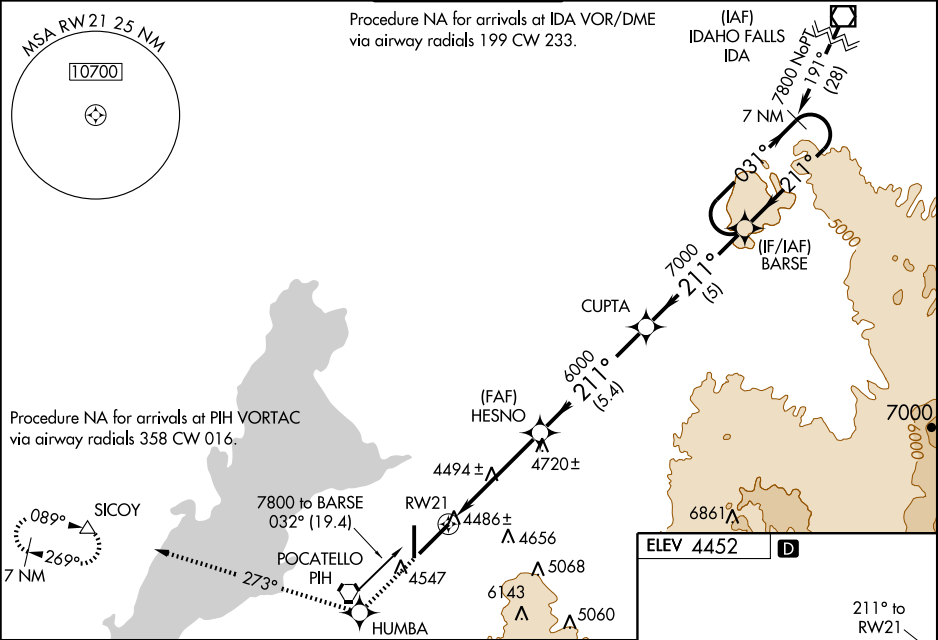 MSA RW21 25 NM
10700
Procedure NA for arrivals at IDA VOR/DME
via airway radials 199 CW 233.
(IAF)
IDAHO FALLS
IDA
7800 NoPT
191°
(28)
7 NM
031°
211°
5000
(IF/IAF)
BARSE
7000
211°
(5)
CUPTA
6000
211°
(5.4)
(FAF)
HESNO
7000
6000
Procedure NA for arrivals at PIH VORTAC
via airway radials 358 CW 016.
4720±
4494±
7800 to BARSE
032° (19.4)
RW21
4486±
4656
6861
SICOY
089°
269°
7 NM
POCATELLO
PIH
273°
4547
5068
6143
5060
HUMBA
ELEV 4452
D
211° to
RW21